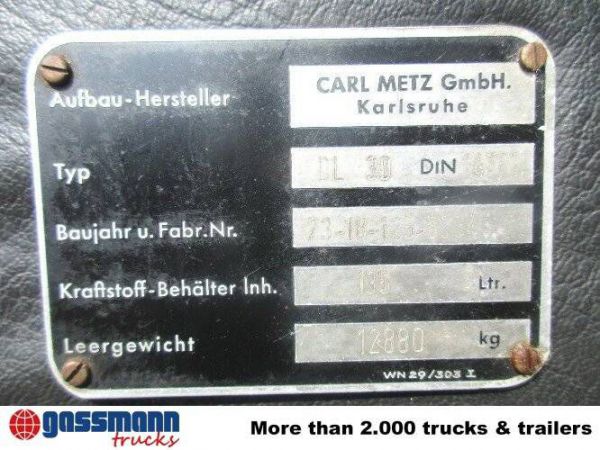 Aufbau-Hersteller CARL METZ GmbH.
Karlsruhe
Typ DL 30 DIN
Baujahr u. Fabr.Nr.
Kraftstoff-Behälter Inh. Ltr.
Leergewicht 12880 kg
WN 29/303 I
gassmann
trucks
More than 2.000 trucks & trailers